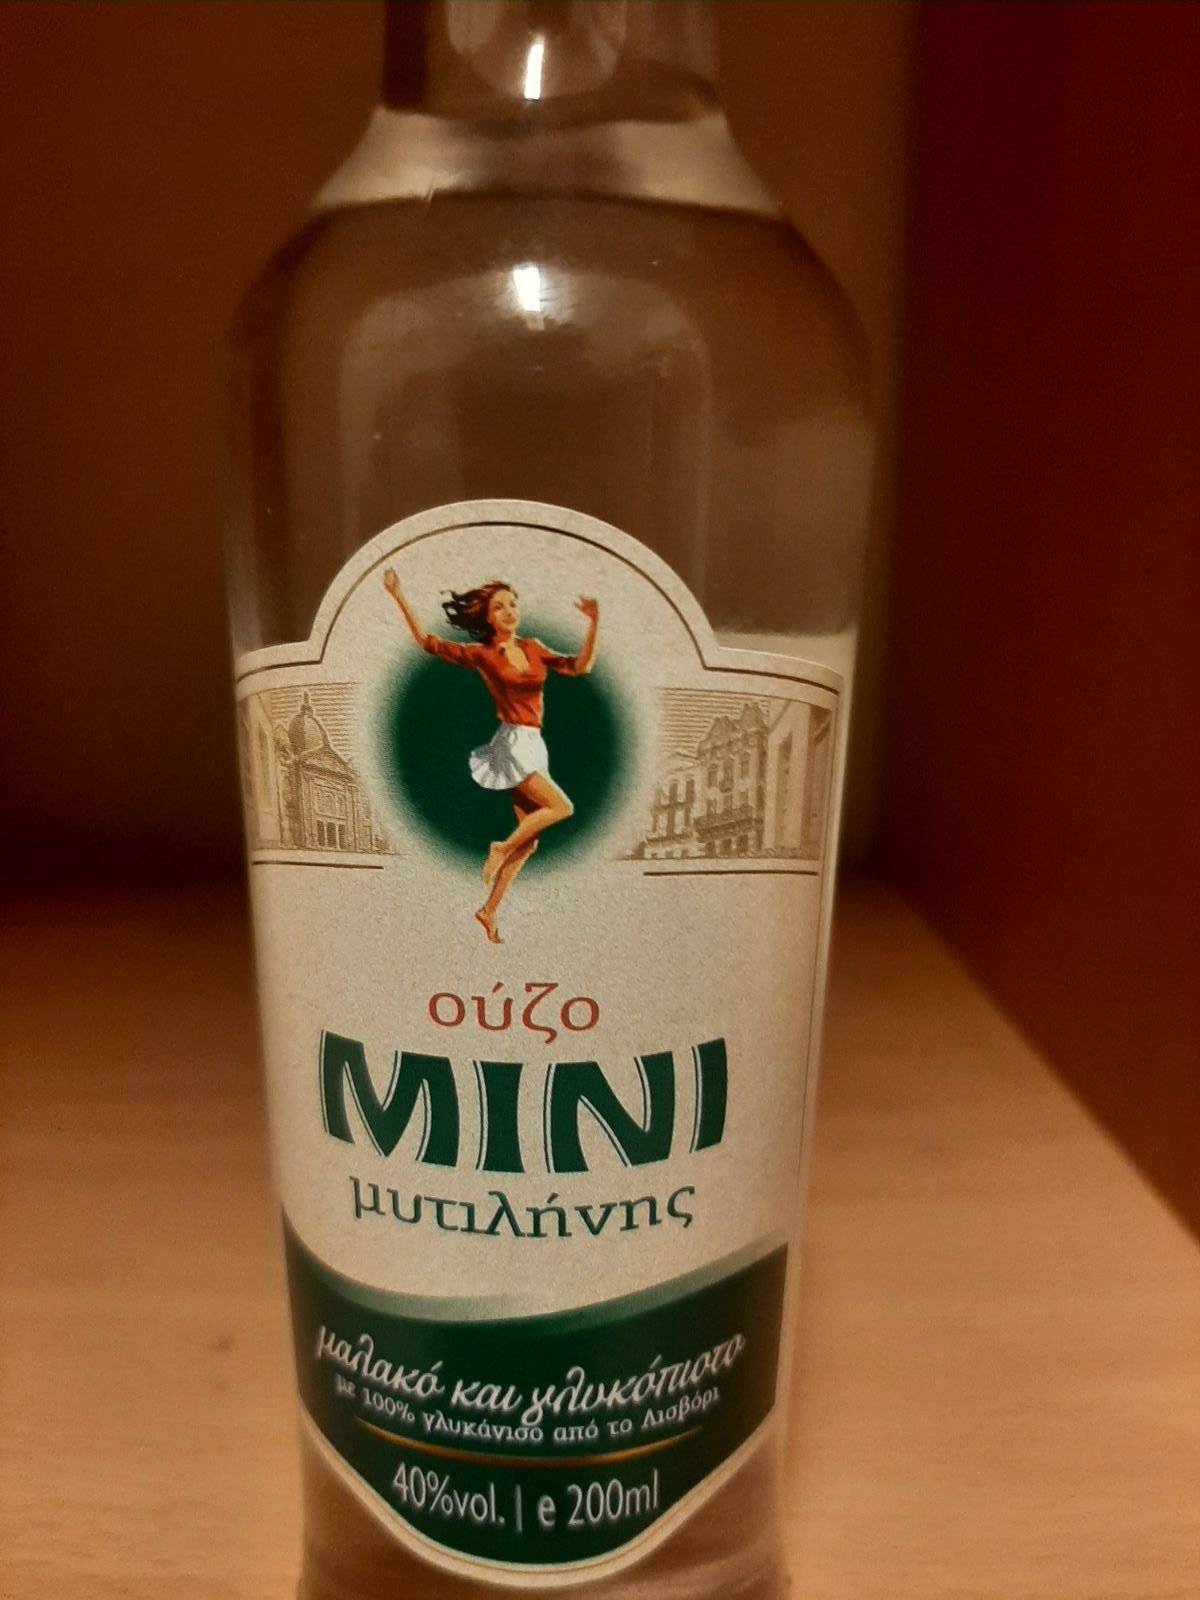 ούζο
MINI
μυτιλήνης
μαλακό και γλυκόπιοτο
με 100% γλυκάνισο από το Λισβόρι
40%vol. | e 200ml